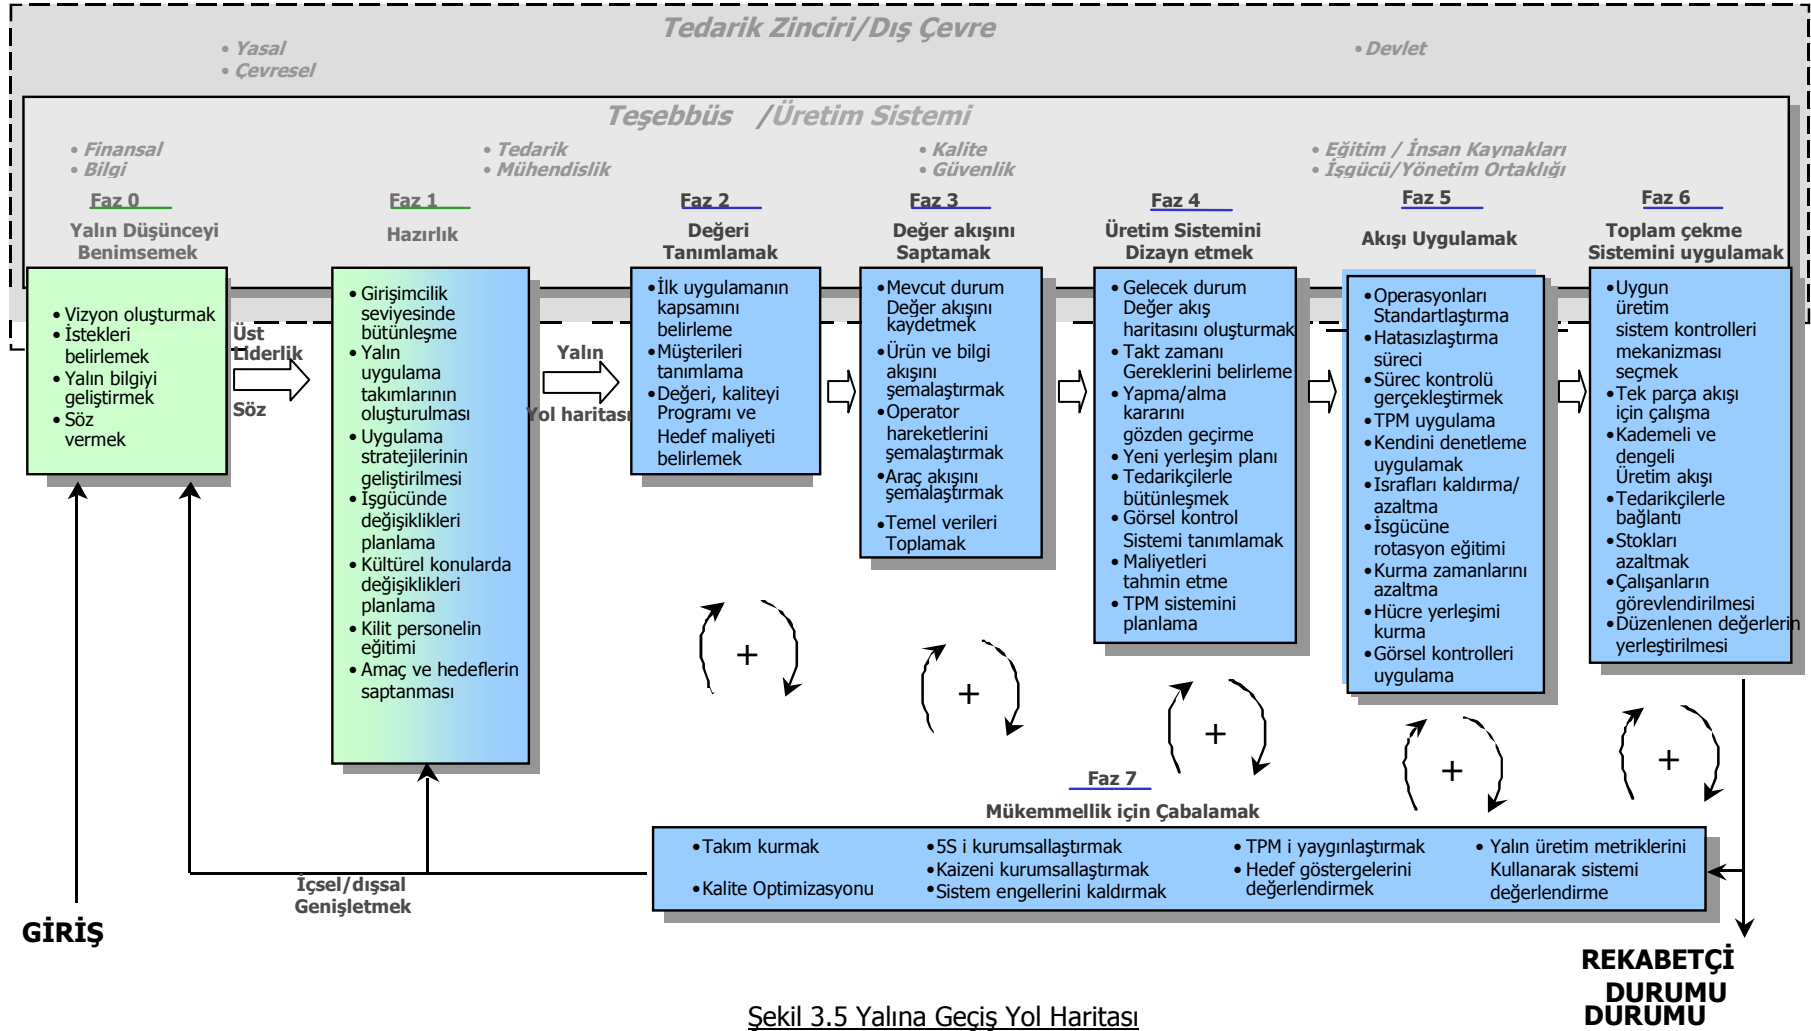 Tedarik Zinciri/Dış Çevre
• Yasal
• Çevresel
• Devlet
Teşebbüs /Üretim Sistemi
• Finansal
• Bilgi
• Tedarik
• Mühendislik
• Kalite
• Güvenlik
• Eğitim / İnsan Kaynakları
• İşgücü/Yönetim Ortaklığı
Faz 0
Yalın Düşünceyi
Benimsemek
• Vizyon oluşturmak
• İstekleri
belirlemek
• Yalın bilgiyi
geliştirmek
• Söz
vermek
Üst
Liderlik
Söz
Faz 1
Hazırlık
• Girişimcilik
seviyesinde
bütünleşme
• Yalın
uygulama
takımlarının
oluşturulması
• Uygulama
stratejilerinin
geliştirilmesi
• İşgücünde
değişiklikleri
planlama
• Kültürel konularda
değişiklikleri
planlama
• Kilit personelin
eğitimi
• Amaç ve hedeflerin
saptanması
Yalın
Yol haritası
Faz 2
Değeri
Tanımlamak
• İlk uygulamanın
kapsamını
belirleme
• Müşterileri
tanımlama
• Değeri, kaliteyi
Programı ve
Hedef maliyeti
belirlemek
Faz 3
Değer akışını
Saptamak
• Mevcut durum
Değer akışını
kaydetmek
• Ürün ve bilgi
akışını
şemalaştırmak
• Operator
hareketlerini
şemalaştırmak
• Araç akışını
şemalaştırmak
• Temel verileri
Toplamak
Faz 4
Üretim Sistemini
Dizayn etmek
• Gelecek durum
Değer akış
haritasını oluşturmak
• Takt zamanı
Gereklerini belirleme
• Yapma/alma
kararını
gözden geçirme
• Yeni yerleşim planı
• Tedarikçilerle
bütünleşmek
• Görsel kontrol
Sistemi tanımlamak
• Maliyetleri
tahmin etme
• TPM sistemini
planlama
Faz 5
Akışı Uygulamak
• Operasyonları
Standartlaştırma
• Hatasızlaştırma
süreci
• Sürec kontrolü
gerçekleştirmek
• TPM uygulama
• Kendini denetleme
uygulamak
• Israfları kaldırma/
azaltma
• İsgücüne
rotasyon eğitimi
• Kurma zamanlarını
azaltma
• Hücre yerleşimi
kurma
• Görsel kontrolleri
uygulama
Faz 6
Toplam çekme
Sistemini uygulamak
• Uygun
üretim
sistem kontrolleri
mekanizması
seçmek
• Tek parça akışı
için çalışma
• Kademeli ve
dengeli
Üretim akışı
• Tedarikçilerle
bağlantı
• Stokları
azaltmak
• Çalışanların
görevlendirilmesi
• Düzenlenen değerlerin
yerleştirilmesi
+
+
+
+
+
Faz 7
Mükemmellik için Çabalamak
• Takım kurmak
• Kalite Optimizasyonu
• 5S i kurumsallaştırmak
• Kaizeni kurumsallaştırmak
• Sistem engellerini kaldırmak
• TPM i yaygınlaştırmak
• Hedef göstergelerini
değerlendirmek
• Yalın üretim metriklerini
Kullanarak sistemi
değerlendirme
İçsel/dışsal
Genişletmek
GİRİŞ
REKABETÇİ
DURUMU
DURUMU
Şekil 3.5 Yalına Geçiş Yol Haritası